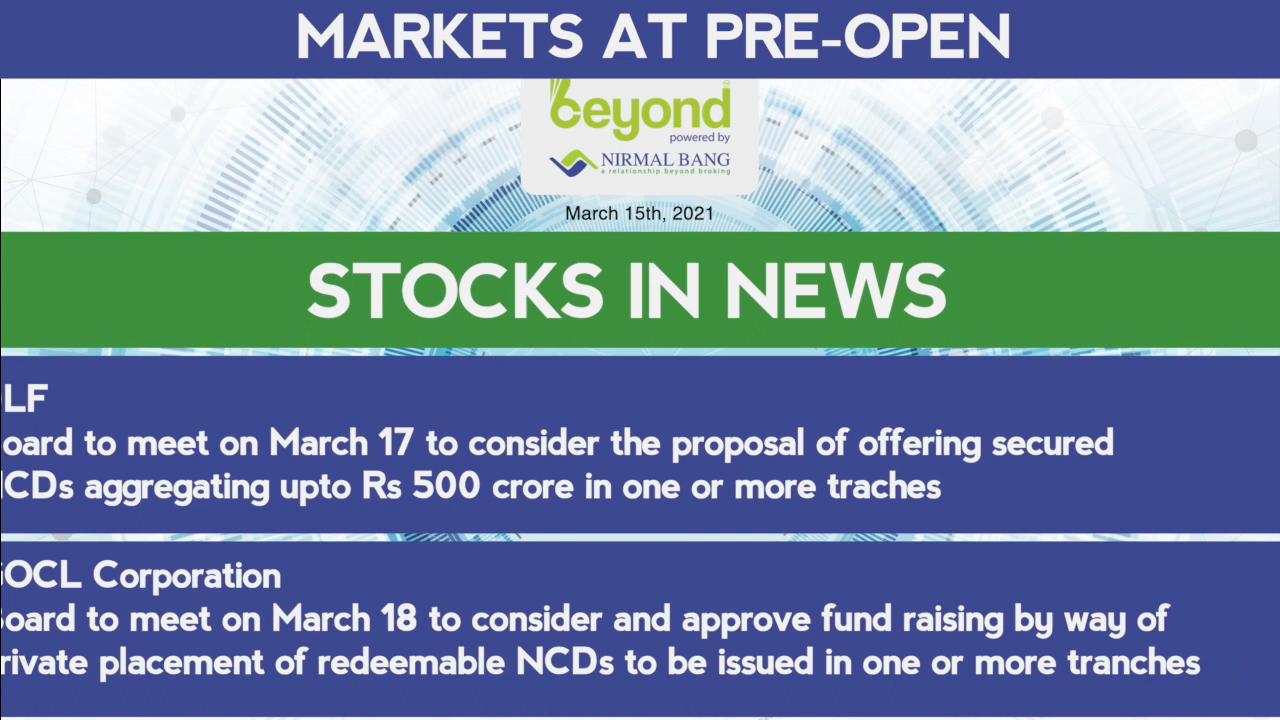 MARKETS AT PRE-OPEN
beyond
powered by
NIRMAL BANG
a relationship beyond broking
March 15th, 2021
STOCKS IN NEWS
LF
oard to meet on March 17 to consider the proposal of offering secured
CDs aggregating upto Rs 500 crore in one or more traches
OCL Corporation
oard to meet on March 18 to consider and approve fund raising by way of
rivate placement of redeemable NCDs to be issued in one or more tranches